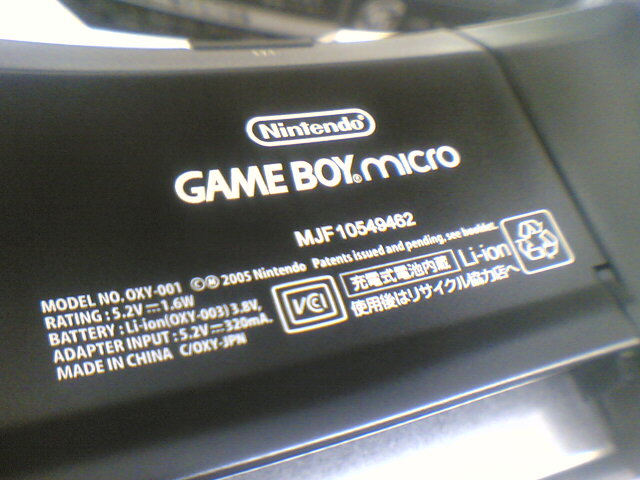 Nintendo®
GAME BOY® micro
MJF10549462
MODEL NO. OXY-001 ©Ⓜ 2005 Nintendo Patents issued and pending, see booklet.
RATING : 5.2V⎓1.6W
BATTERY : Li-ion(OXY-003) 3.8V,
ADAPTER INPUT : 5.2V⎓320mA.
MADE IN CHINA C/OXY-JPN
VCI
充電式電池内蔵
使用後はリサイクル協力店へ
Li-ion